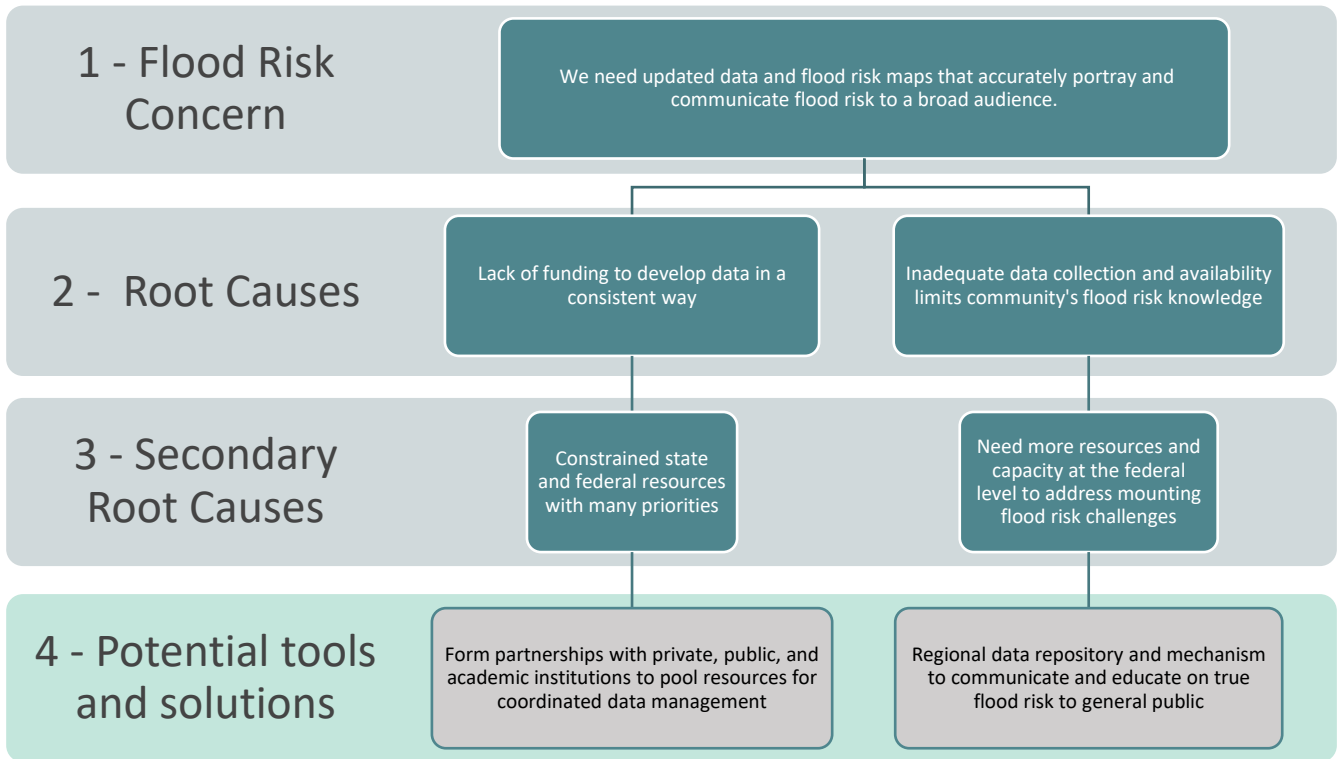 1 - Flood Risk
Concern
We need updated data and flood risk maps that accurately portray and
communicate flood risk to a broad audience.
2 -  Root Causes
Lack of funding to develop data in a
consistent way
Inadequate data collection and availability
limits community's flood risk knowledge
3 - Secondary
Root Causes
Constrained state
and federal resources
with many priorities
Need more resources and
capacity at the federal
level to address mounting
flood risk challenges
4 - Potential tools
and solutions
Form partnerships with private, public, and
academic institutions to pool resources for
coordinated data management
Regional data repository and mechanism
to communicate and educate on true
flood risk to general public